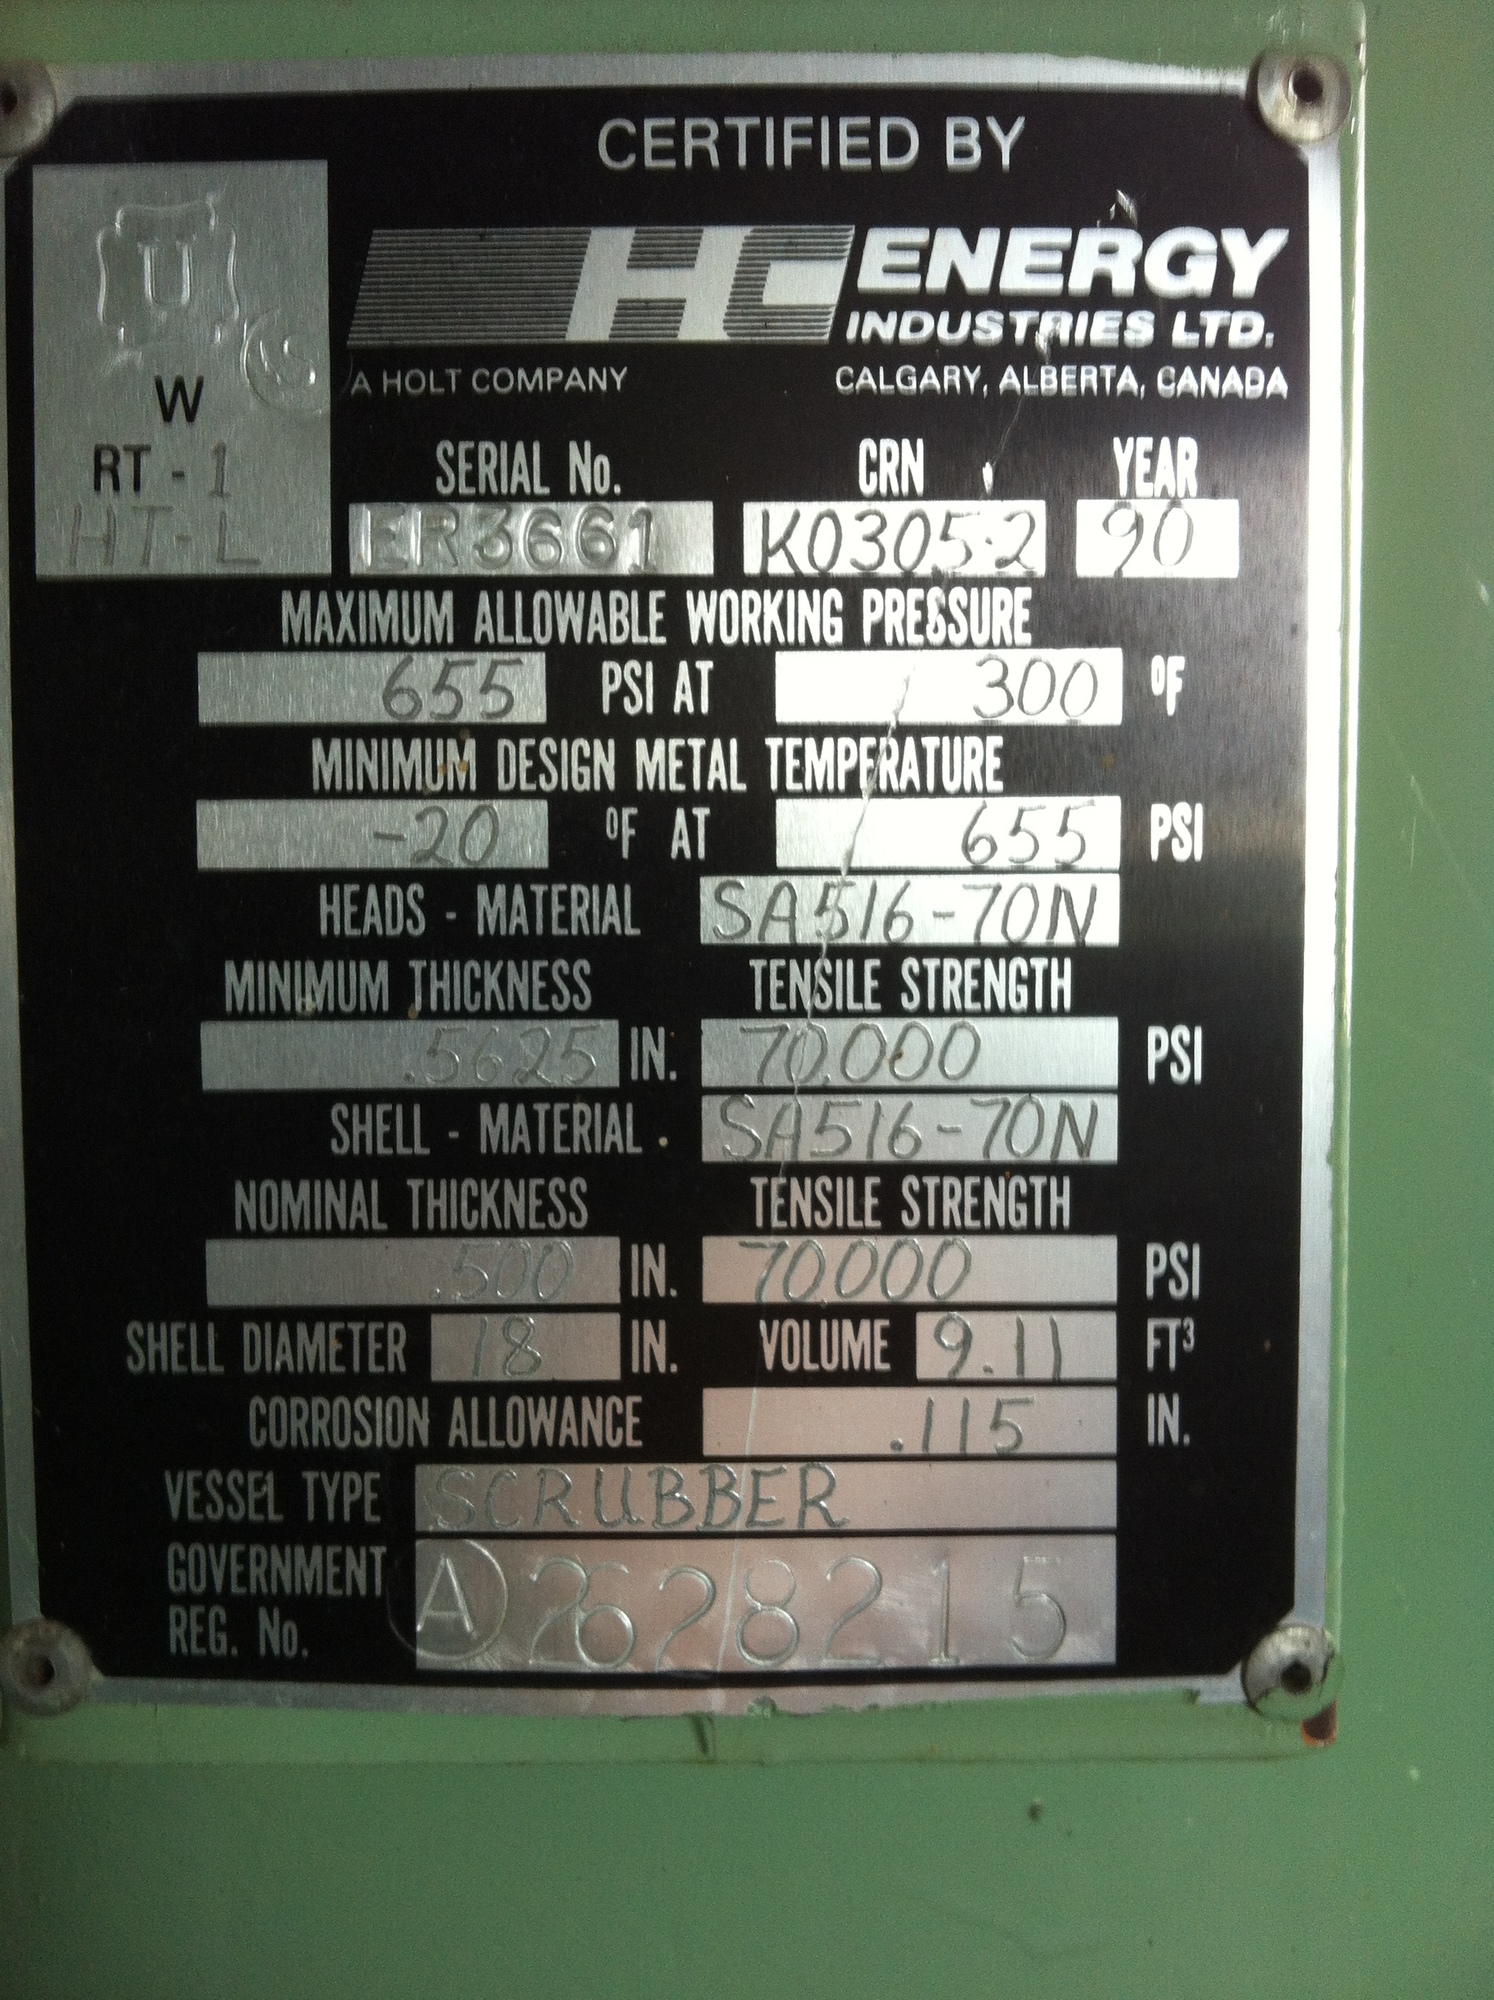 CERTIFIED BY
U
W
RT - 1
HT-L
HC ENERGY
INDUSTRIES LTD.
A HOLT COMPANY CALGARY, ALBERTA, CANADA
SERIAL No. CRN YEAR
ER3661 K0305·2 90
MAXIMUM ALLOWABLE WORKING PRESSURE
655 PSI AT 300 °F
MINIMUM DESIGN METAL TEMPERATURE
-20 °F AT 655 PSI
HEADS - MATERIAL SA516-70N
MINIMUM THICKNESS TENSILE STRENGTH
.5625 IN. 70,000 PSI
SHELL - MATERIAL SA516-70N
NOMINAL THICKNESS TENSILE STRENGTH
.500 IN. 70000 PSI
SHELL DIAMETER 18 IN. VOLUME 9.11 FT³
CORROSION ALLOWANCE .115 IN.
VESSEL TYPE SCRUBBER
GOVERNMENT
REG. No. A